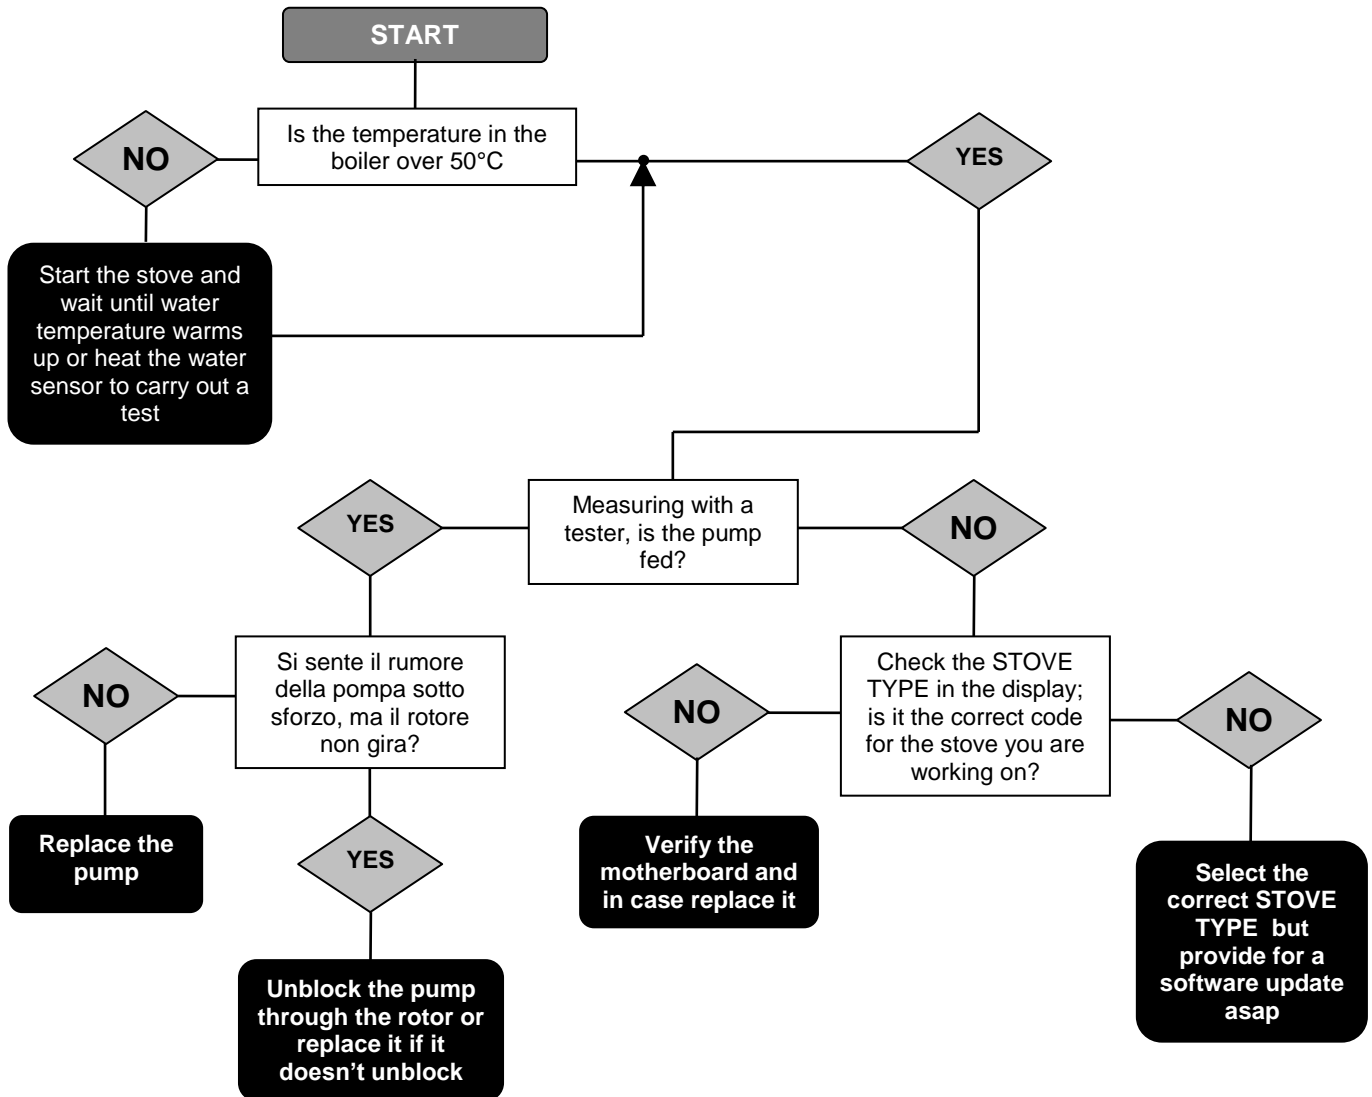 START
Is the temperature in the
boiler over 50°C
NO
YES
Start the stove and
wait until water
temperature warms
up or heat the water
sensor to carry out a
test
Measuring with a
tester, is the pump
fed?
YES
NO
Si sente il rumore
della pompa sotto
sforzo, ma il rotore
non gira?
NO
Check the STOVE
TYPE in the display;
is it the correct code
for the stove you are
working on?
NO
NO
Replace the
pump
YES
Verify the
motherboard and
in case replace it
Select the
correct STOVE
TYPE but
provide for a
software update
asap
Unblock the pump
through the rotor or
replace it if it
doesn't unblock